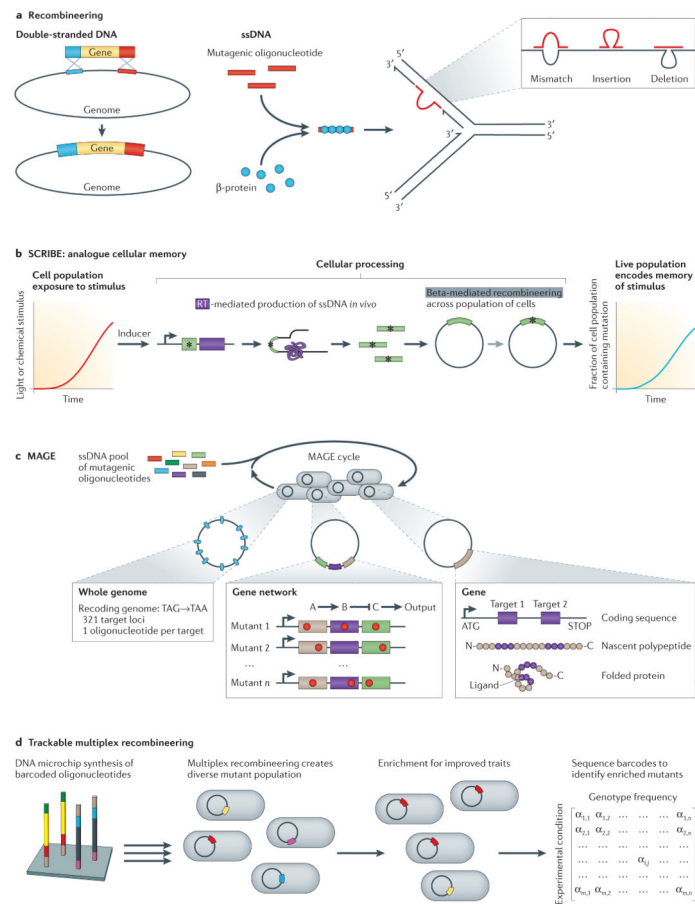 a Recombineering
Double-stranded DNA
Gene
Genome
Gene
Genome
ssDNA
Mutagenic oligonucleotide
β-protein
5′
3′
3′
5′
3′
Mismatch Insertion Deletion
b SCRIBE: analogue cellular memory
Cell population
exposure to stimulus
Light or chemical stimulus
Time
Inducer
Cellular processing
RT-mediated production of ssDNA in vivo
*
*
*
*
*
Beta-mediated recombineering
across population of cells
*
Live population
encodes memory
of stimulus
Fraction of cell population
containing mutation
Time
c MAGE
ssDNA pool
of mutagenic
oligonucleotides
MAGE cycle
Whole genome
Recoding genome: TAG→TAA
321 target loci
1 oligonucleotide per target
Gene network
A B C Output
Mutant 1
Mutant 2
... ...
Mutant n
Gene
Target 1 Target 2
ATG STOP
Coding sequence
N- -C Nascent polypeptide
N-
-C Folded protein
Ligand
d Trackable multiplex recombineering
DNA microchip synthesis of
barcoded oligonucleotides
Multiplex recombineering creates
diverse mutant population
Enrichment for improved traits
Sequence barcodes to
identify enriched mutants
Genotype frequency
Experimental condition
α1,1 α1,2 ... ... ... α1,n
α2,1 α2,2 ... ... ... α2,n
... ... ... ... ... ...
... ... ... αi,j ... ...
... ... ... ... ... ...
αm,1 αm,2 ... ... ... αm,n